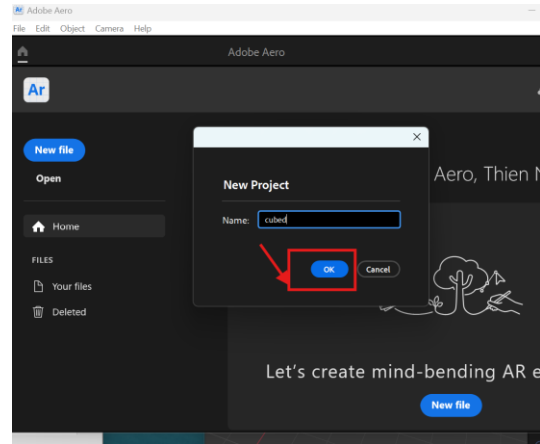 Adobe Aero
File Edit Object Camera Help
Adobe Aero
Ar
New file
Open
Aero, Thien N
New Project
Name: cubed
Home
OK Cancel
FILES
Your files
Deleted
Let's create mind-bending AR e
New file